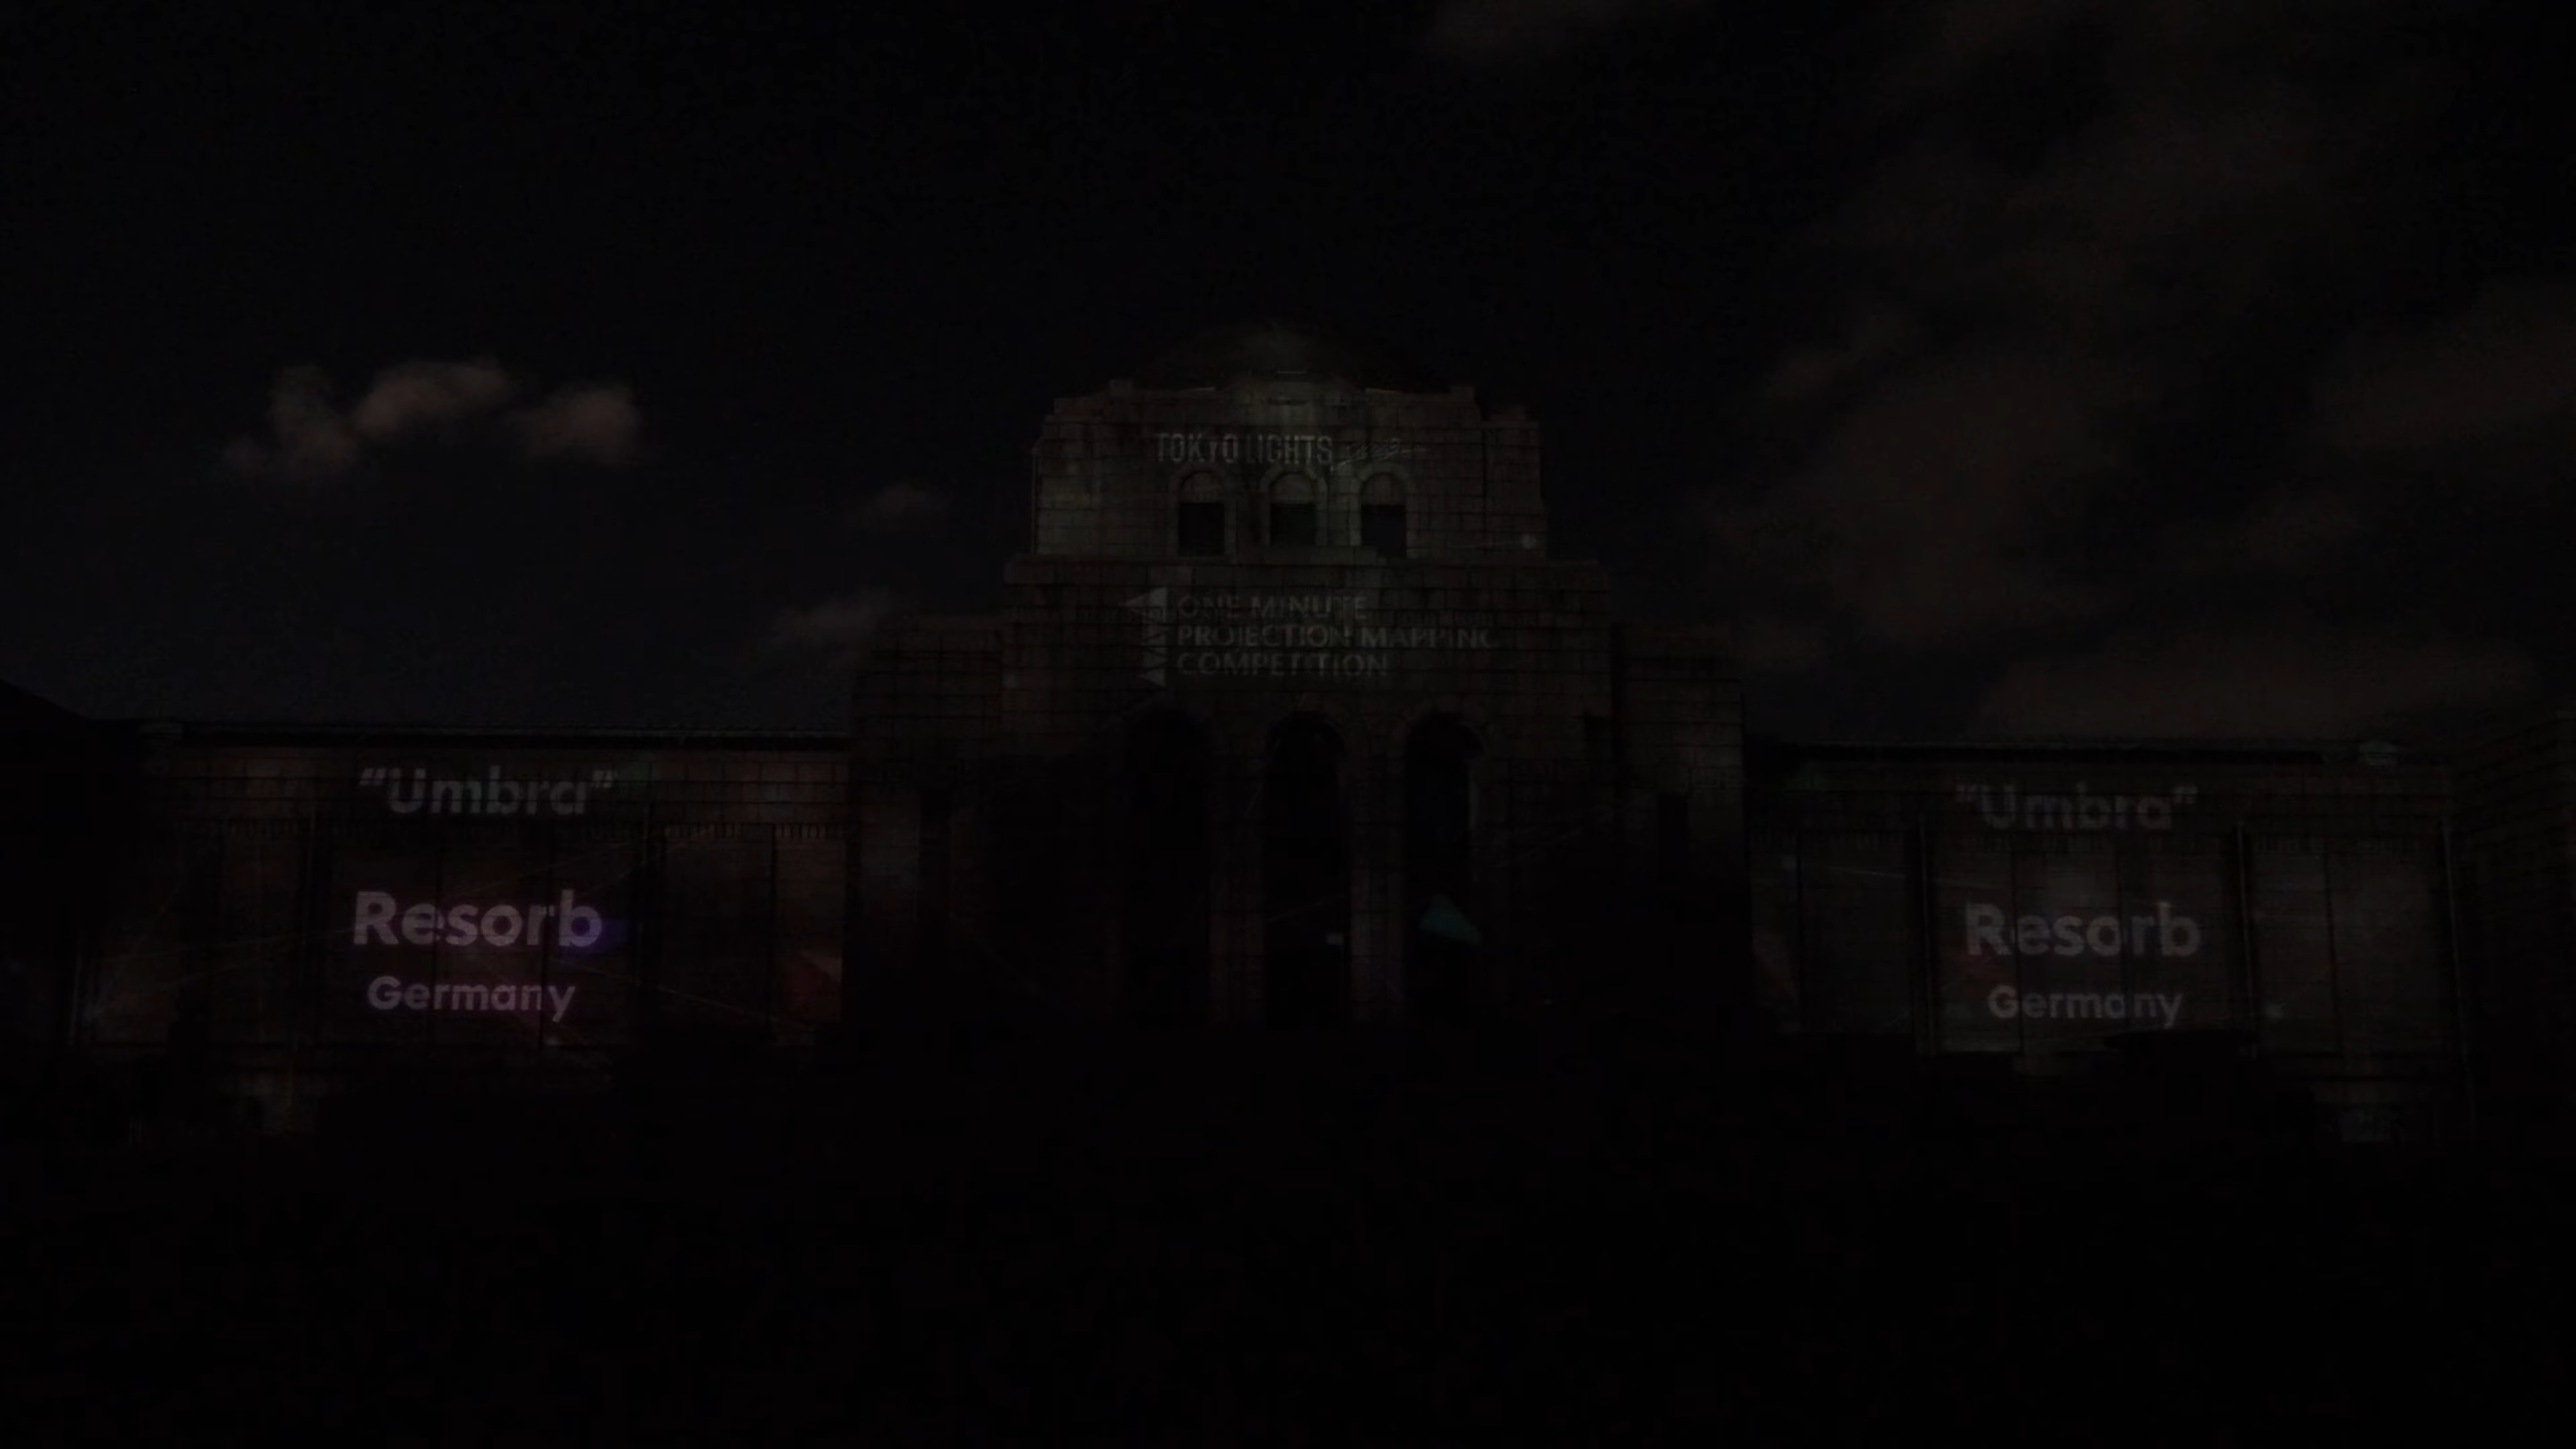 TOKYO LIGHTS
ONE MINUTE
PROJECTION MAPPING
COMPETITION
"Umbra"
Resorb
Germany
"Umbra"
Resorb
Germany